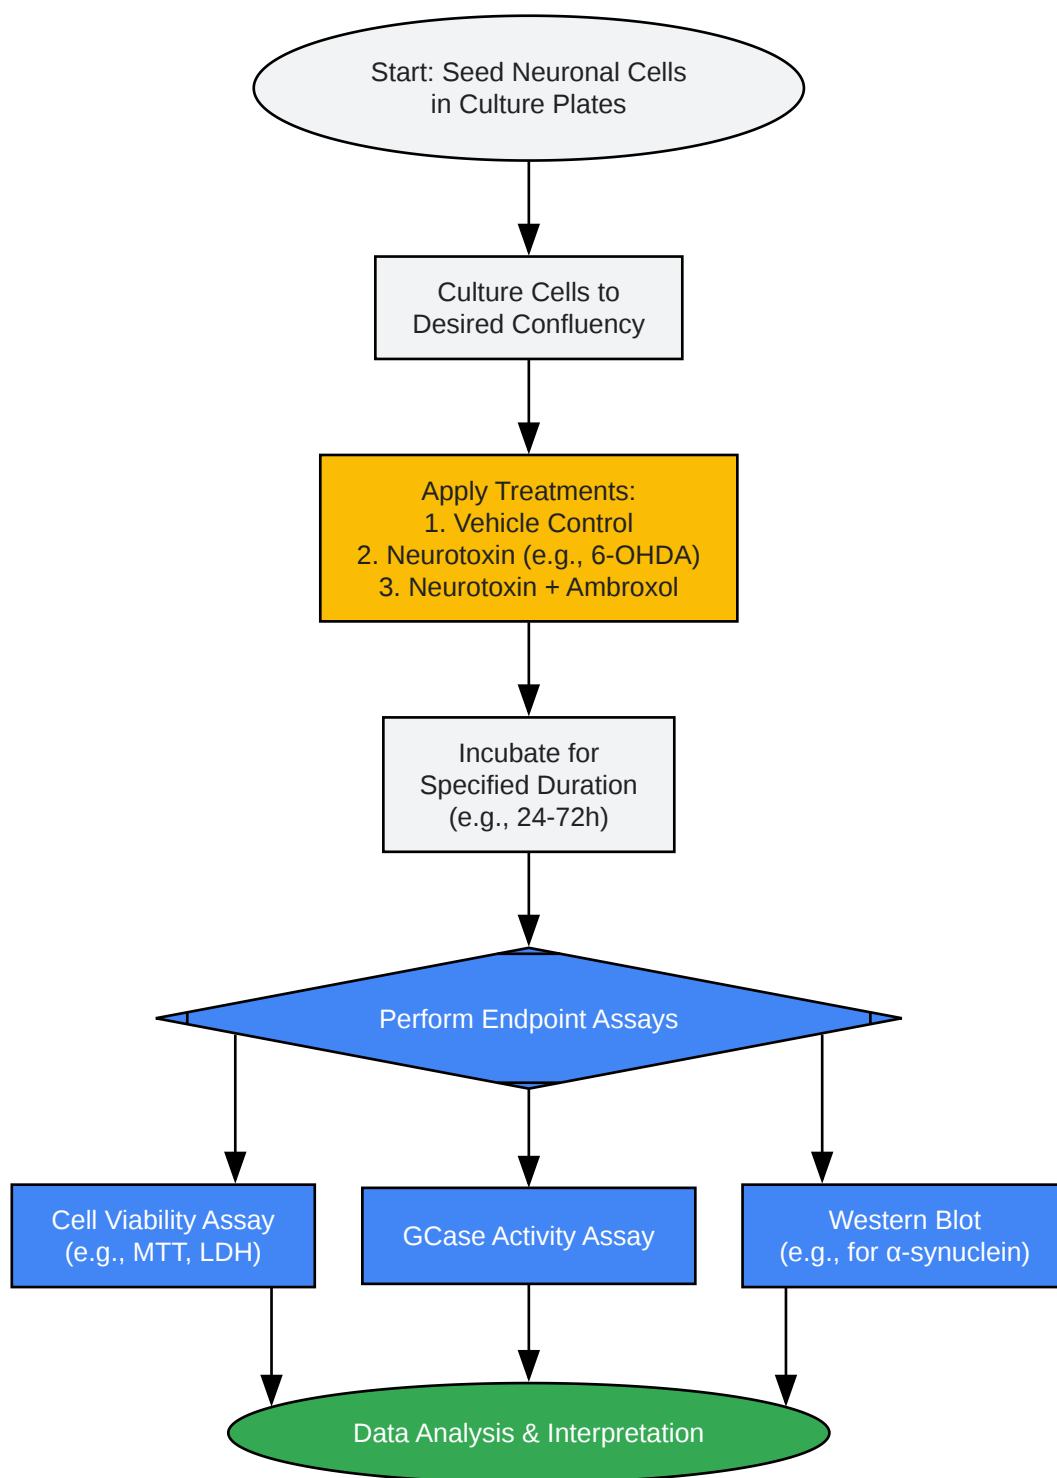 Start: Seed Neuronal Cells
in Culture Plates
Culture Cells to
Desired Confluency
Apply Treatments:
1. Vehicle Control
2. Neurotoxin (e.g., 6-OHDA)
3. Neurotoxin + Ambroxol
Incubate for
Specified Duration
(e.g., 24-72h)
Perform Endpoint Assays
Cell Viability Assay
(e.g., MTT, LDH)
GCase Activity Assay
Western Blot
(e.g., for α-synuclein)
Data Analysis & Interpretation